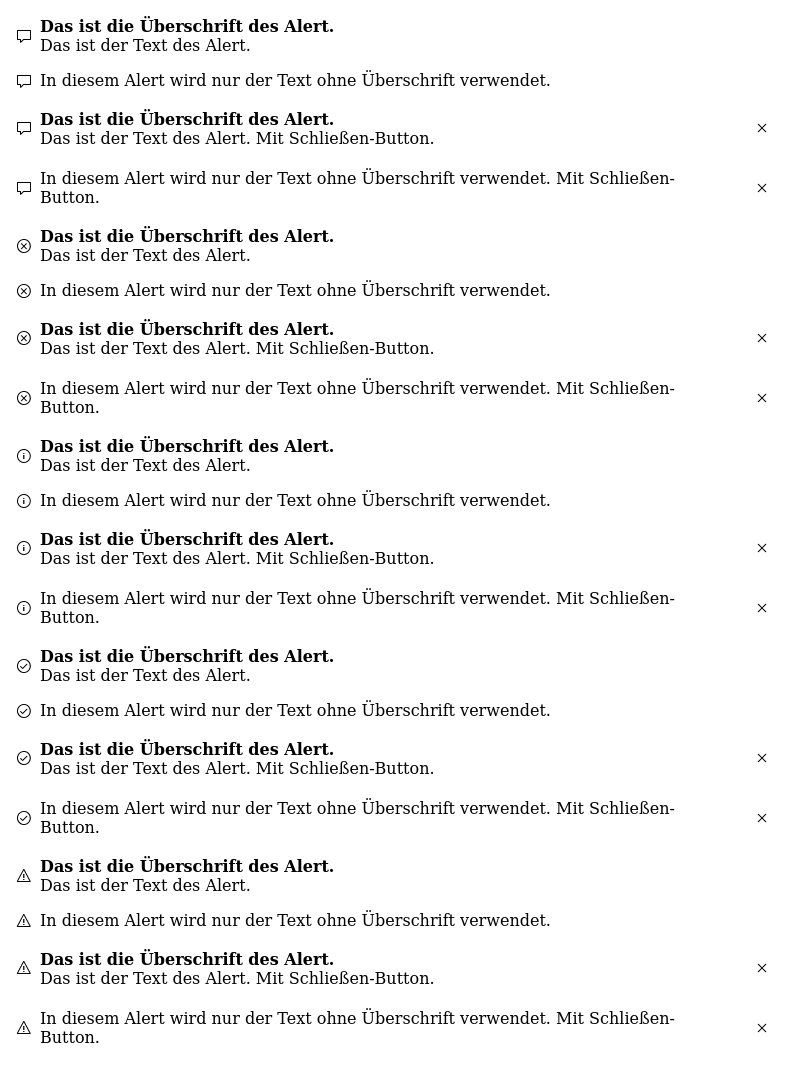 Das ist die Überschrift des Alert.
Das ist der Text des Alert.
In diesem Alert wird nur der Text ohne Überschrift verwendet.
Das ist die Überschrift des Alert.
Das ist der Text des Alert. Mit Schließen-Button.
In diesem Alert wird nur der Text ohne Überschrift verwendet. Mit Schließen-
Button.
Das ist die Überschrift des Alert.
Das ist der Text des Alert.
In diesem Alert wird nur der Text ohne Überschrift verwendet.
Das ist die Überschrift des Alert.
Das ist der Text des Alert. Mit Schließen-Button.
In diesem Alert wird nur der Text ohne Überschrift verwendet. Mit Schließen-
Button.
Das ist die Überschrift des Alert.
Das ist der Text des Alert.
In diesem Alert wird nur der Text ohne Überschrift verwendet.
Das ist die Überschrift des Alert.
Das ist der Text des Alert. Mit Schließen-Button.
In diesem Alert wird nur der Text ohne Überschrift verwendet. Mit Schließen-
Button.
Das ist die Überschrift des Alert.
Das ist der Text des Alert.
In diesem Alert wird nur der Text ohne Überschrift verwendet.
Das ist die Überschrift des Alert.
Das ist der Text des Alert. Mit Schließen-Button.
In diesem Alert wird nur der Text ohne Überschrift verwendet. Mit Schließen-
Button.
Das ist die Überschrift des Alert.
Das ist der Text des Alert.
In diesem Alert wird nur der Text ohne Überschrift verwendet.
Das ist die Überschrift des Alert.
Das ist der Text des Alert. Mit Schließen-Button.
In diesem Alert wird nur der Text ohne Überschrift verwendet. Mit Schließen-
Button.